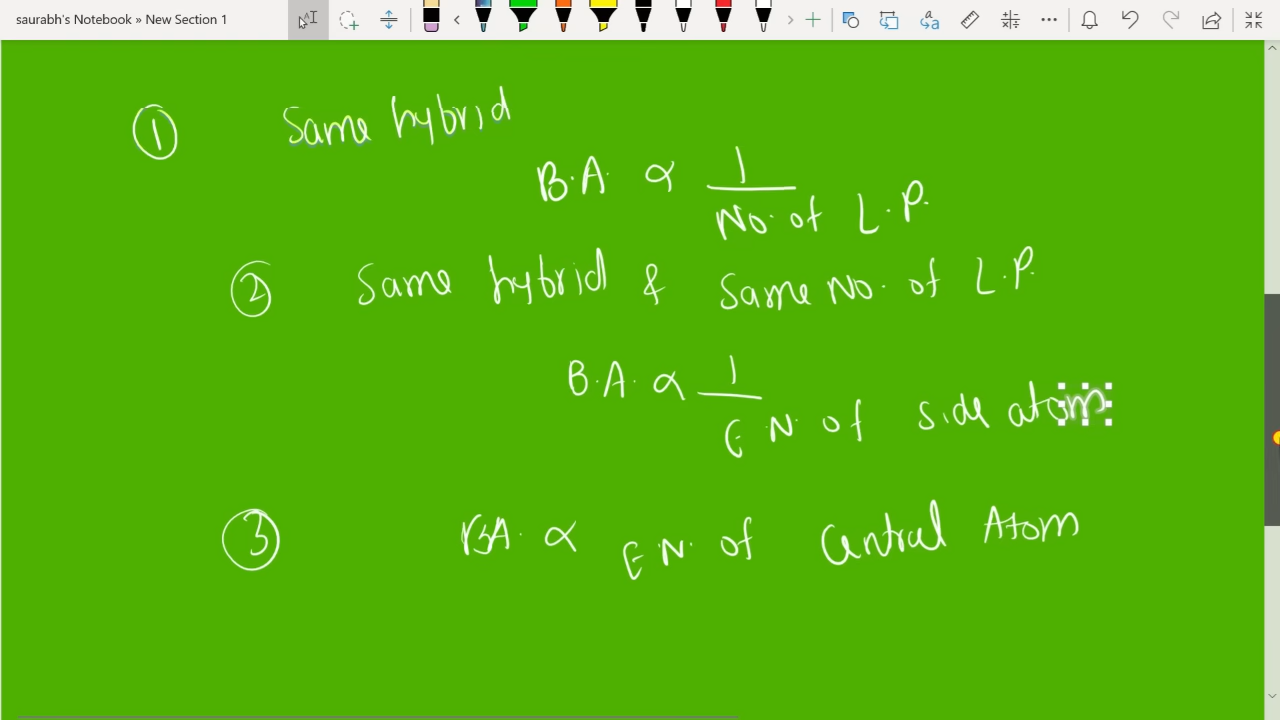 saurabh's Notebook » New Section 1
① Same hybrid
B.A. ∝ 1
No. of L.P.
② Same hybrid & Same No. of L.P.
B.A. ∝ 1
E.N. of side atom
③ B.A. ∝ E.N. of Central Atom